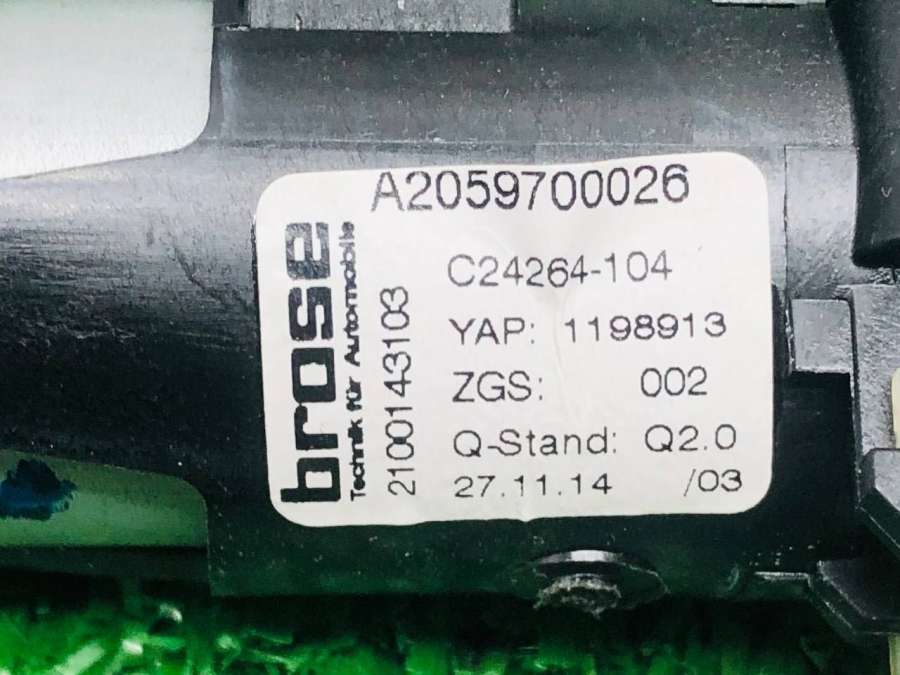 A2059700026
brose
Technik für Automobile
2100143103
C24264-104
YAP: 1198913
ZGS: 002
Q-Stand: Q2.0
27.11.14 /03